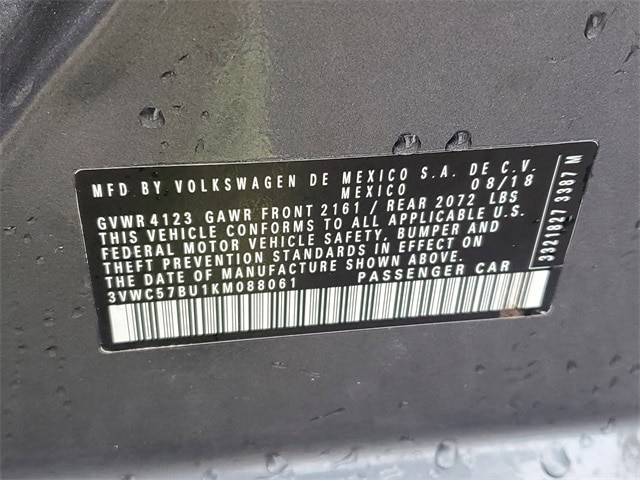 MFD BY VOLKSWAGEN DE MEXICO S.A. DE C.V.
MEXICO 08/18
GVWR 4123 GAWR FRONT 2161 / REAR 2072 LBS
THIS VEHICLE CONFORMS TO ALL APPLICABLE U.S.
FEDERAL MOTOR VEHICLE SAFETY, BUMPER AND
THEFT PREVENTION STANDARDS IN EFFECT ON
THE DATE OF MANUFACTURE SHOWN ABOVE.
3VWC57BU1KM088061 PASSENGER CAR
3321827 3387 M